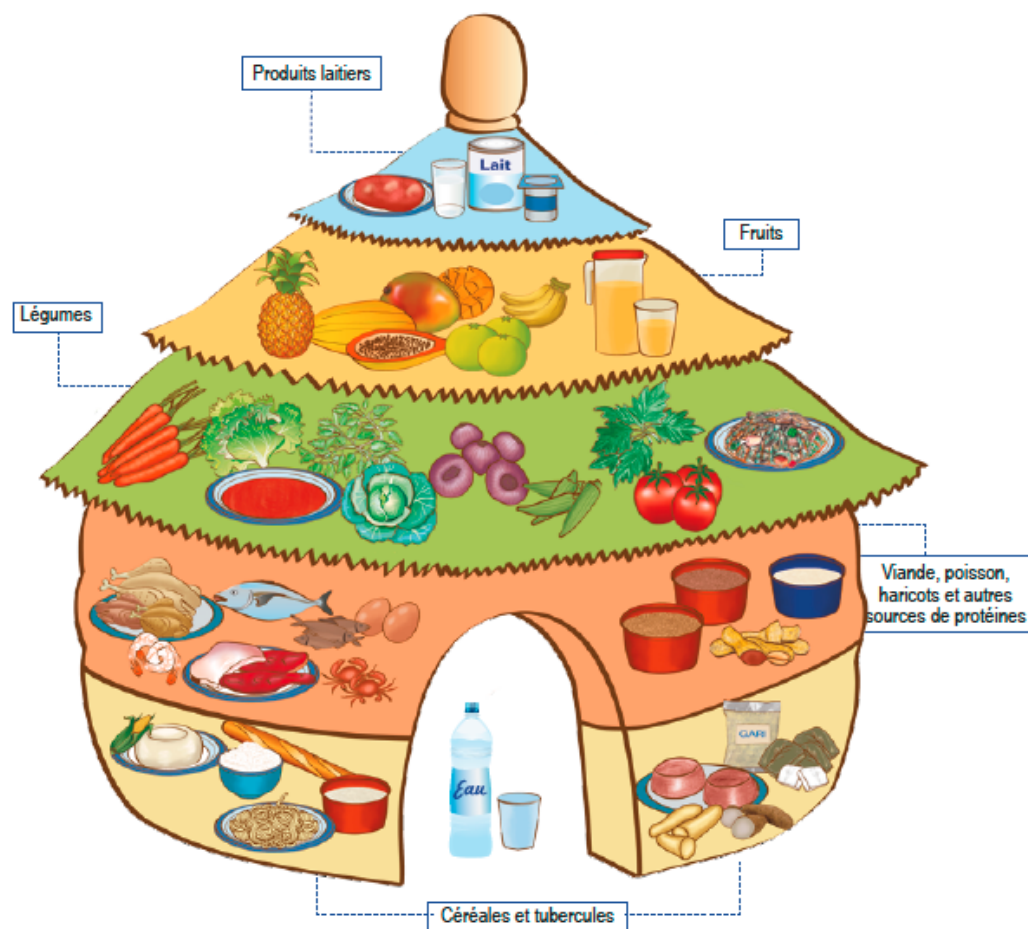 Produits laitiers
Lait
Fruits
Légumes
Viande, poisson,
haricots et autres
sources de protéines
GARI
Eau
Céréales et tubercules